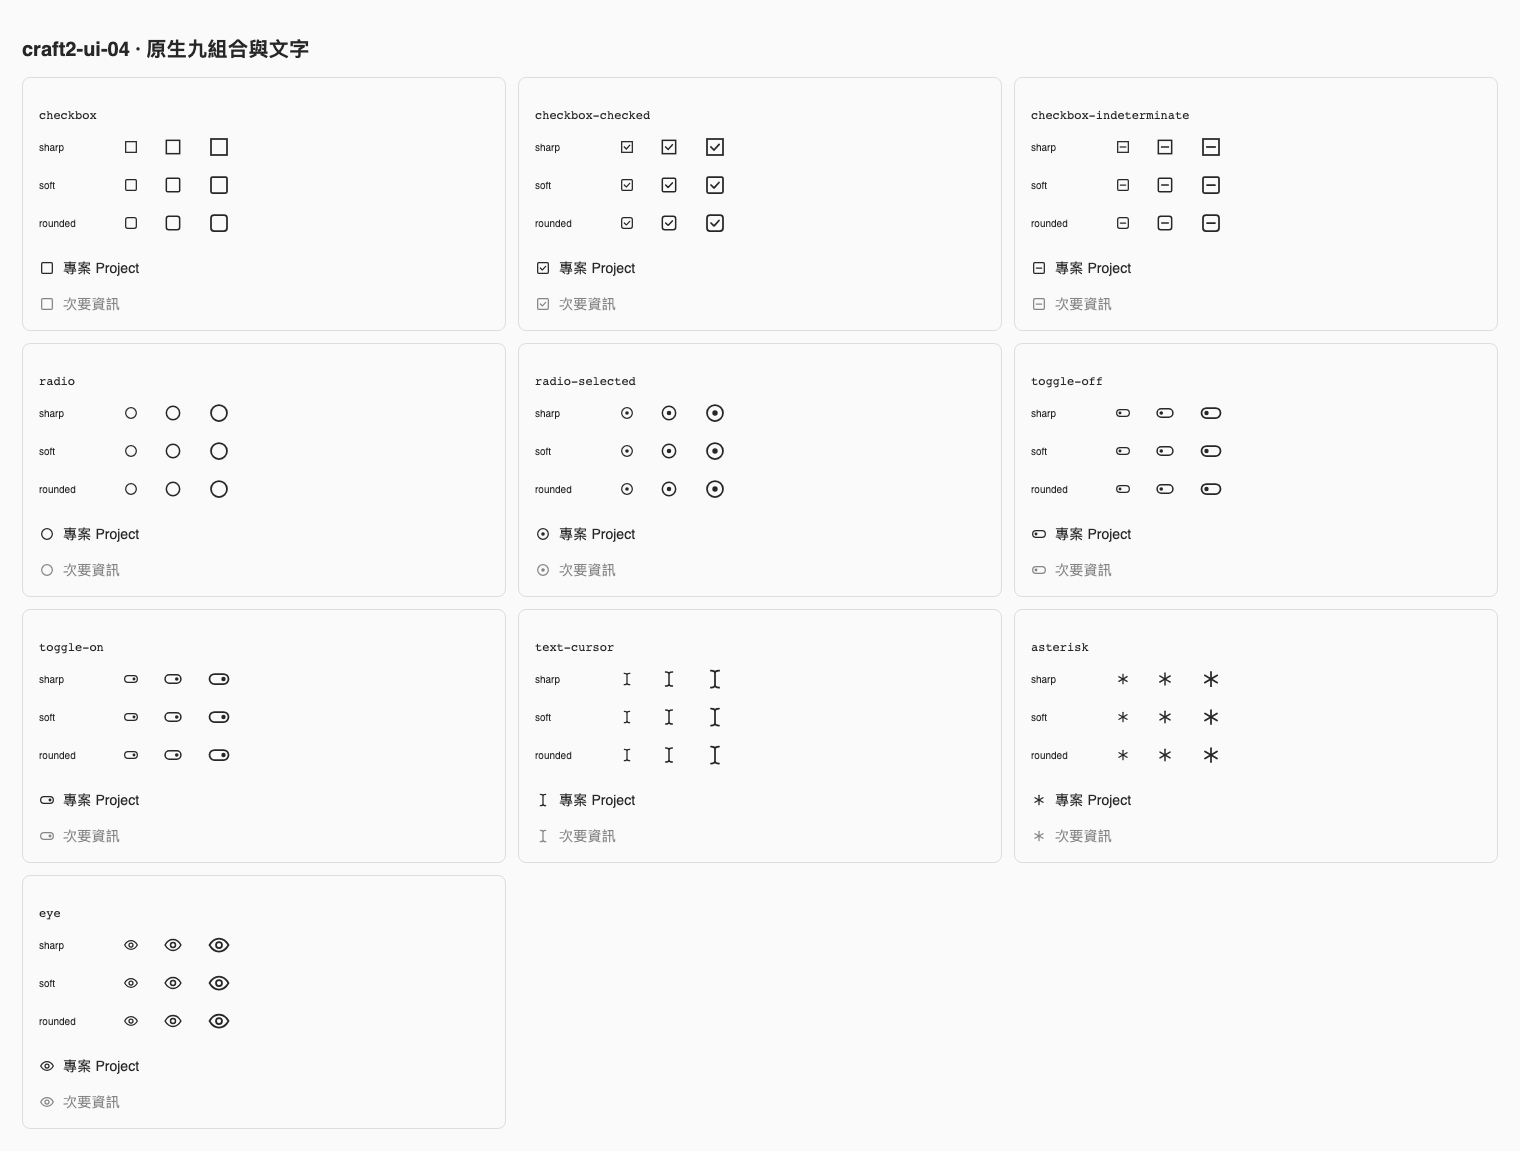 craft2-ui-04 · 原生九組合與文字
checkbox
sharp
soft
rounded
專案 Project
次要資訊
checkbox-checked
sharp
soft
rounded
專案 Project
次要資訊
checkbox-indeterminate
sharp
soft
rounded
專案 Project
次要資訊
radio
sharp
soft
rounded
專案 Project
次要資訊
radio-selected
sharp
soft
rounded
專案 Project
次要資訊
toggle-off
sharp
soft
rounded
專案 Project
次要資訊
toggle-on
sharp
soft
rounded
專案 Project
次要資訊
text-cursor
sharp
soft
rounded
專案 Project
次要資訊
asterisk
sharp
soft
rounded
專案 Project
次要資訊
eye
sharp
soft
rounded
專案 Project
次要資訊